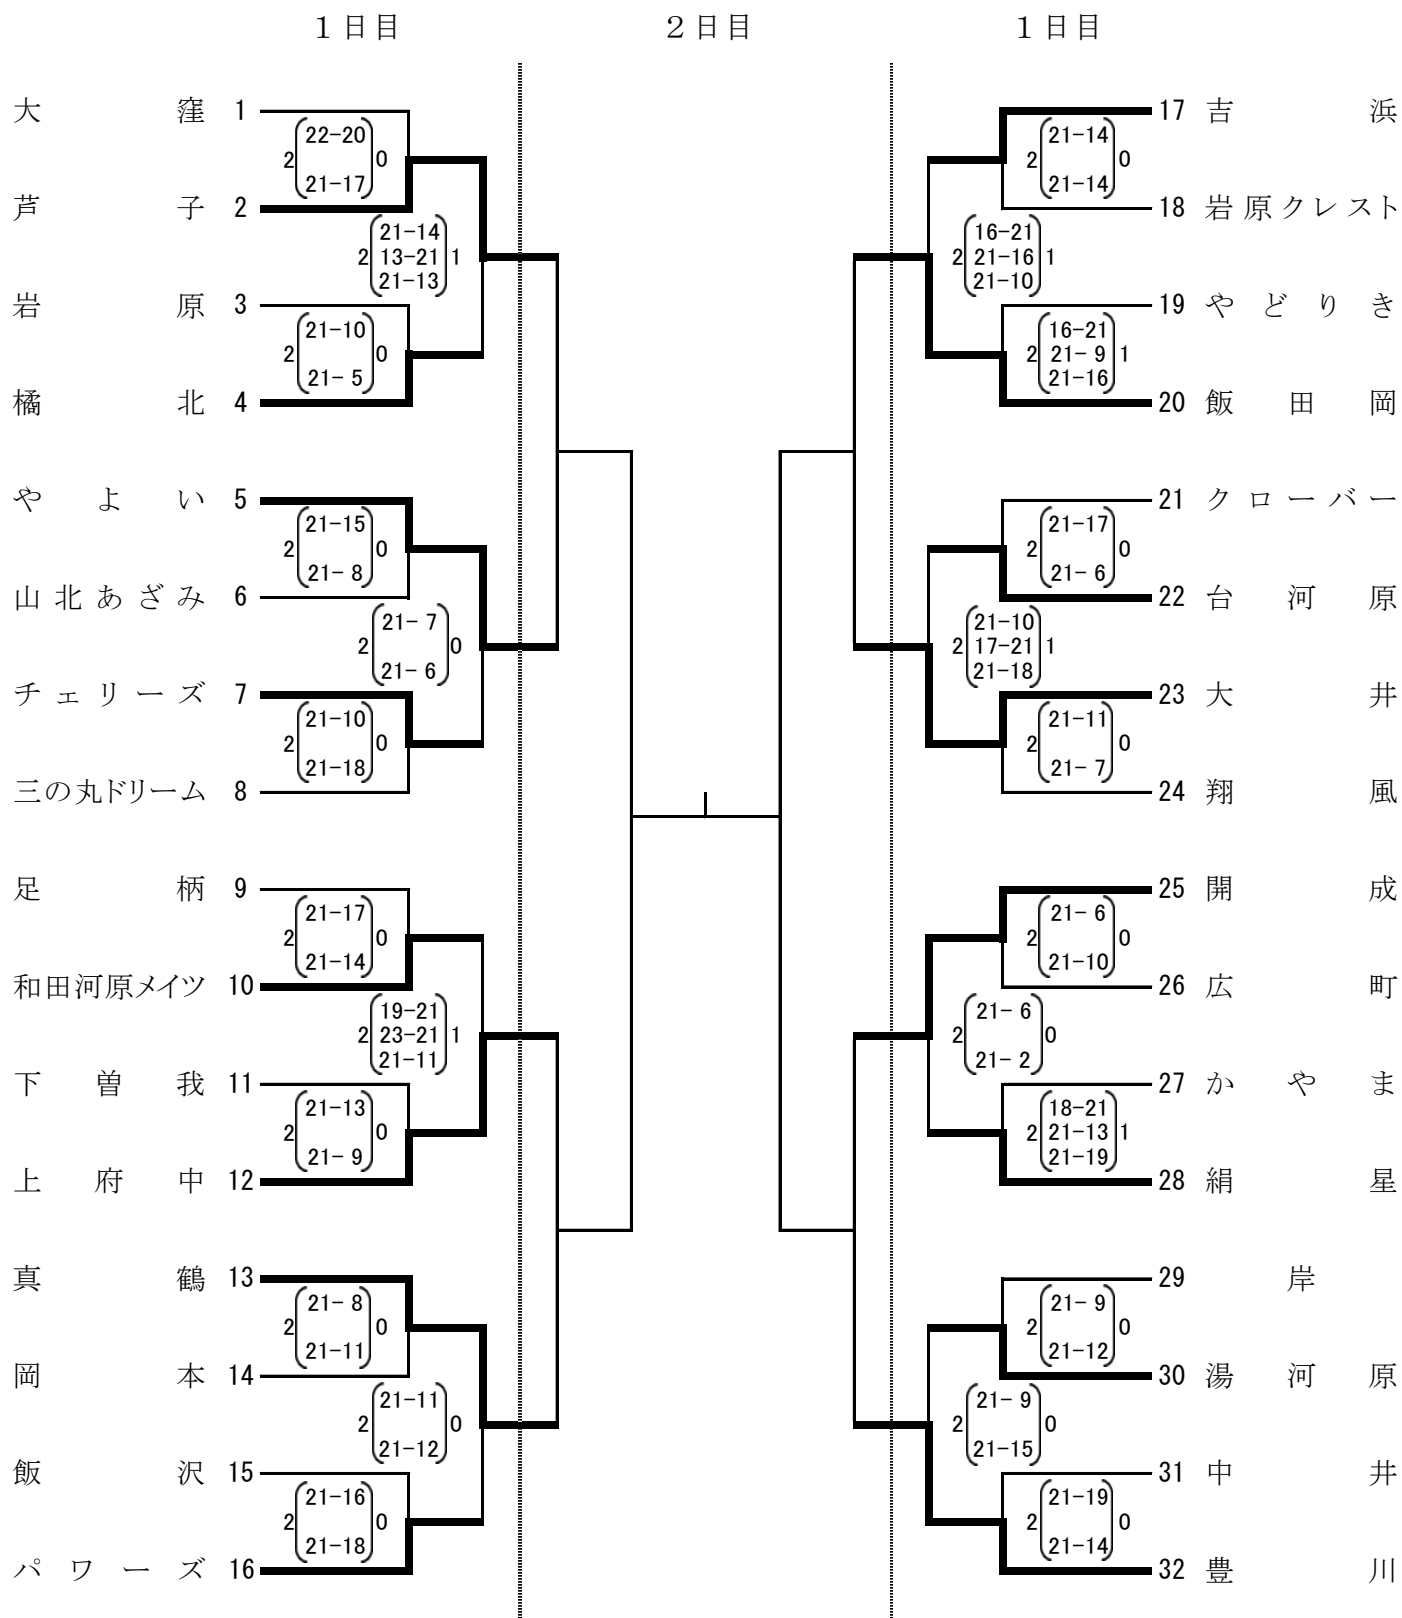 １日目 ２日目 １日目
大窪 1
22-20
2 0
21-17
芦子 2
21-14
2 13-21 1
21-13
岩原 3
21-10
2 0
21- 5
橘北 4
やよい 5
21-15
2 0
21- 8
山北あざみ 6
21- 7
2 0
21- 6
チェリーズ 7
21-10
2 0
21-18
三の丸ドリーム 8
足柄 9
21-17
2 0
21-14
和田河原メイツ 10
19-21
2 23-21 1
21-11
下曽我 11
21-13
2 0
21- 9
上府中 12
真鶴 13
21- 8
2 0
21-11
岡本 14
21-11
2 0
21-12
飯沢 15
21-16
2 0
21-18
パワーズ 16
17 吉浜
21-14
2 0
21-14
18 岩原クレスト
16-21
2 21-16 1
21-10
19 やどりき
16-21
2 21- 9 1
21-16
20 飯田岡
21 クローバー
21-17
2 0
21- 6
22 台河原
21-10
2 17-21 1
21-18
23 大井
21-11
2 0
21- 7
24 翔風
25 開成
21- 6
2 0
21-10
26 広町
21- 6
2 0
21- 2
27 かやま
18-21
2 21-13 1
21-19
28 絹星
29 岸
21- 9
2 0
21-12
30 湯河原
21- 9
2 0
21-15
31 中井
21-19
2 0
21-14
32 豊川